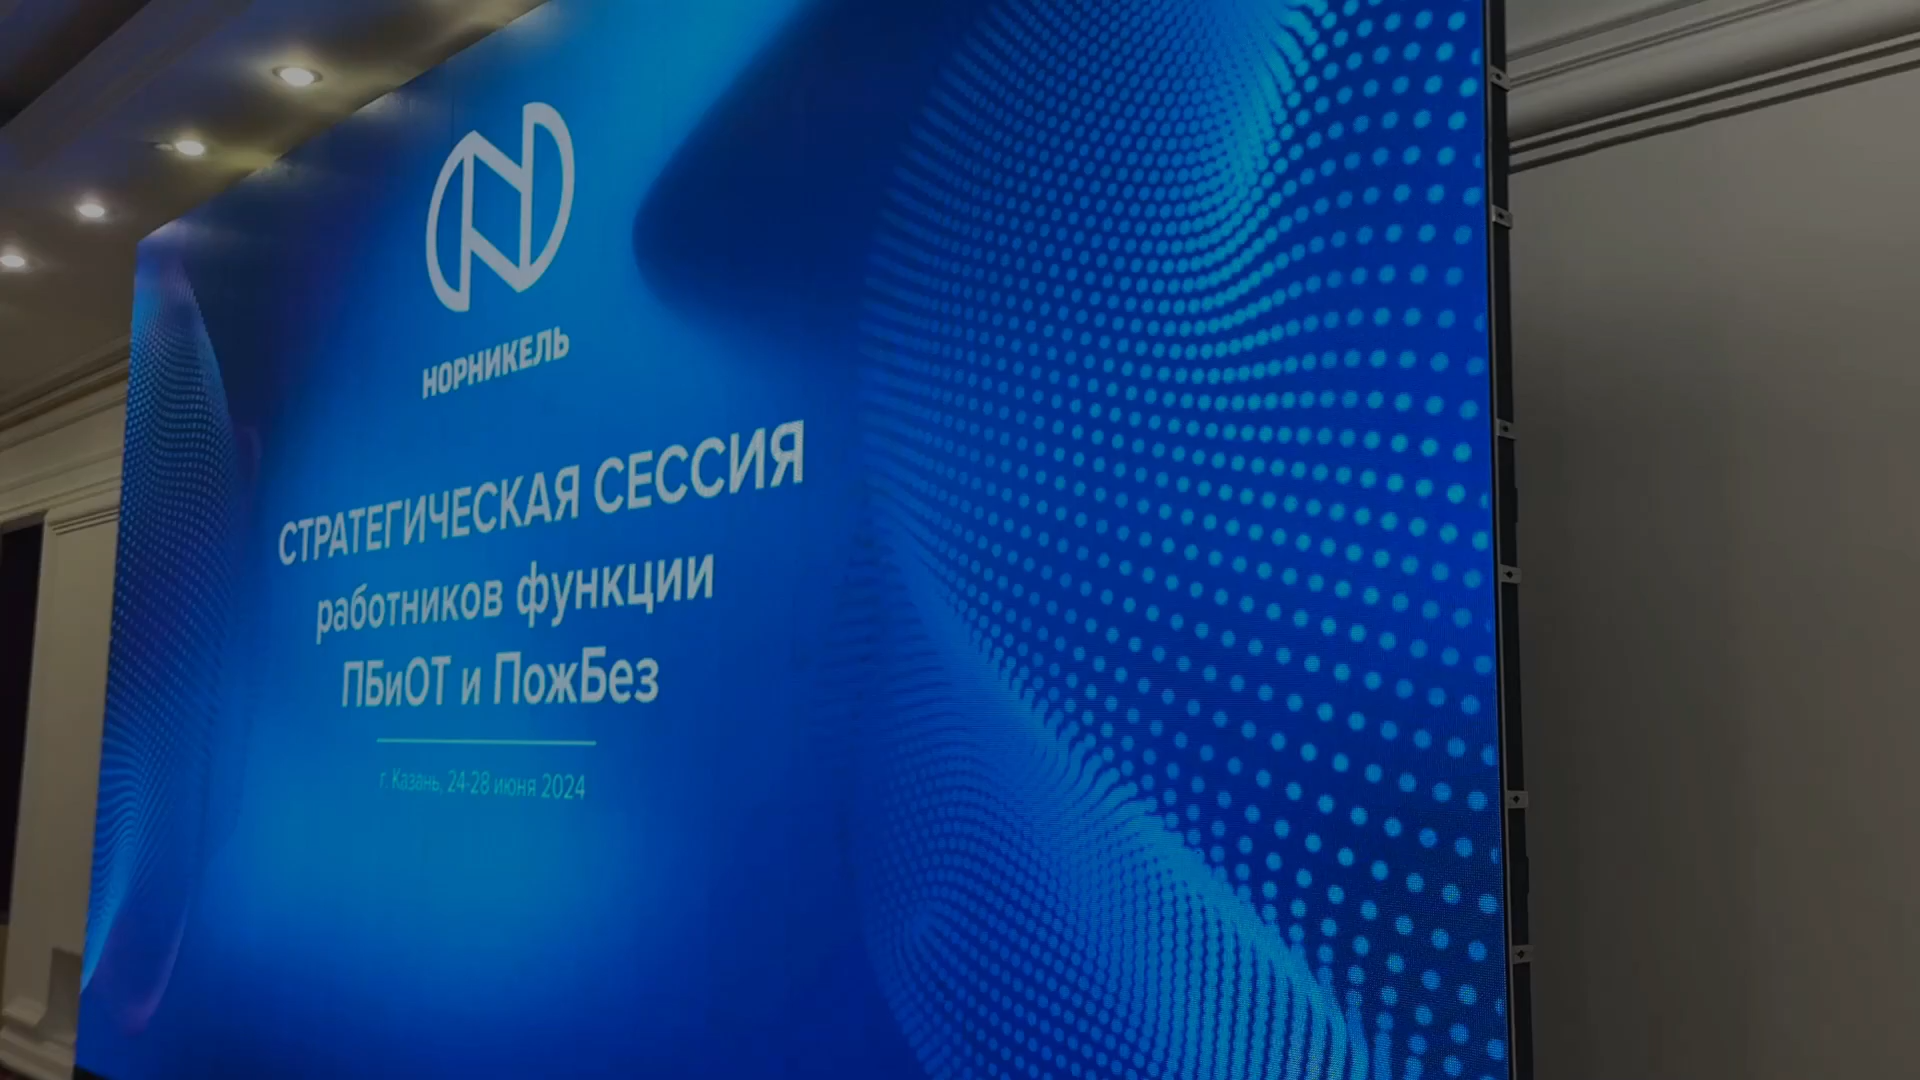 НОРНИКЕЛЬ
СТРАТЕГИЧЕСКАЯ СЕССИЯ
работников функции
ПБиОТ и ПожБез
г. Казань, 24-28 июня 2024